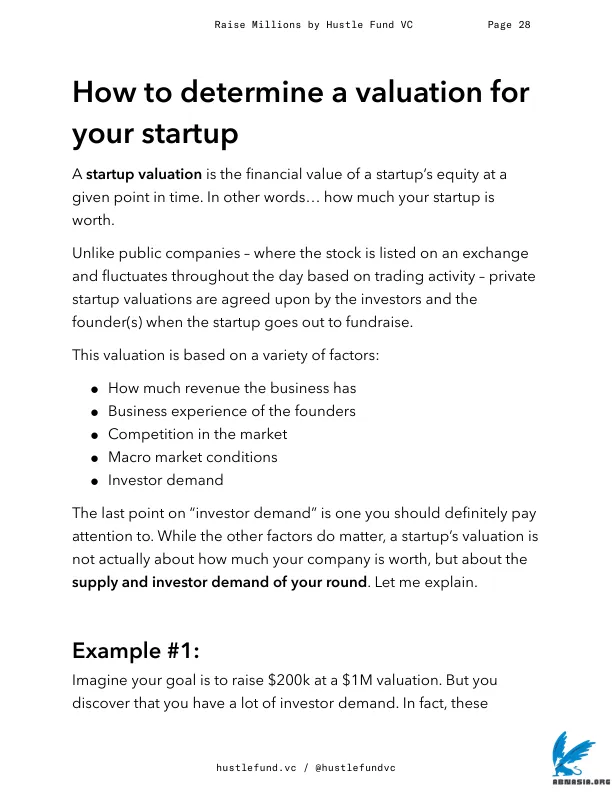 Raise Millions by Hustle Fund VC Page 28
How to determine a valuation for
your startup
A startup valuation is the financial value of a startup's equity at a
given point in time. In other words… how much your startup is
worth.
Unlike public companies – where the stock is listed on an exchange
and fluctuates throughout the day based on trading activity – private
startup valuations are agreed upon by the investors and the
founder(s) when the startup goes out to fundraise.
This valuation is based on a variety of factors:
● How much revenue the business has
● Business experience of the founders
● Competition in the market
● Macro market conditions
● Investor demand
The last point on “investor demand” is one you should definitely pay
attention to. While the other factors do matter, a startup's valuation is
not actually about how much your company is worth, but about the
supply and investor demand of your round. Let me explain.
Example #1:
Imagine your goal is to raise $200k at a $1M valuation. But you
discover that you have a lot of investor demand. In fact, these
hustlefund.vc / @hustlefundvc
ABNASIA.ORG